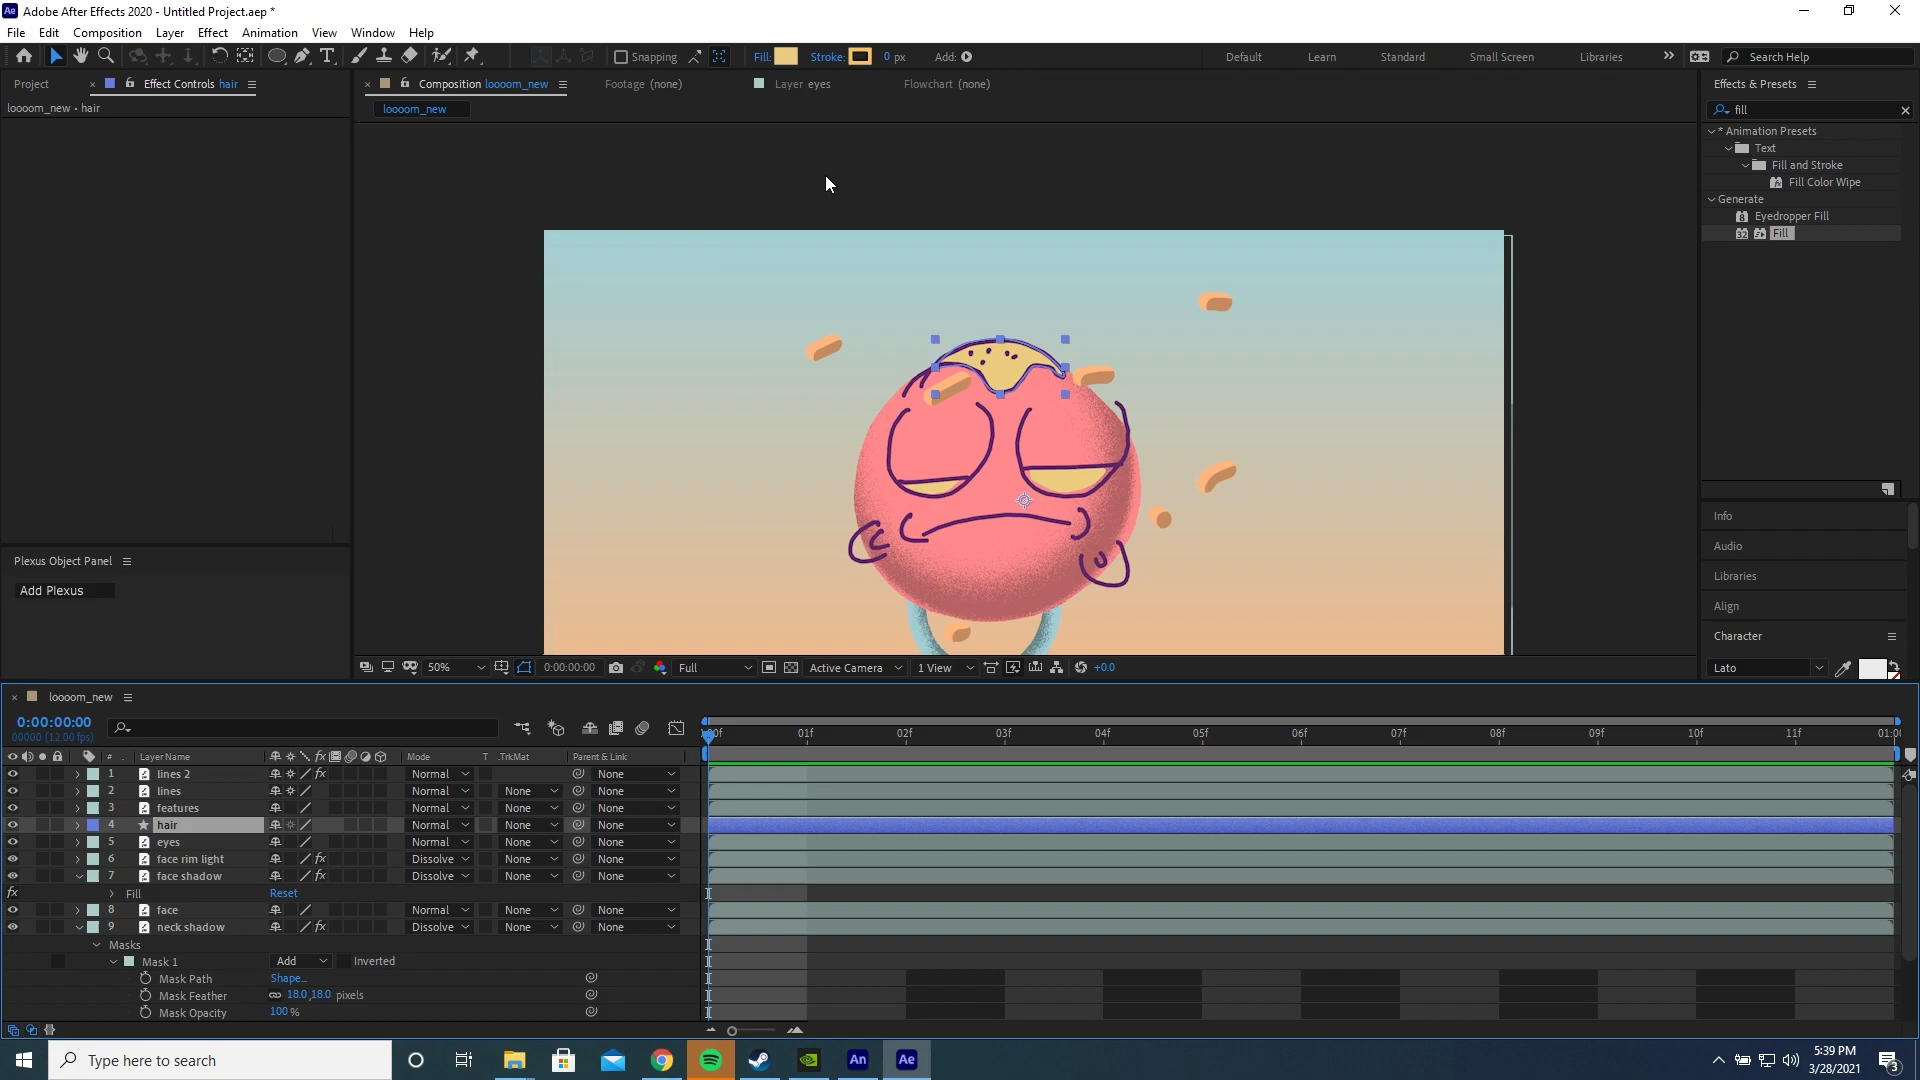 Adobe After Effects 2020 - Untitled Project.aep *
File Edit Composition Layer Effect Animation View Window Help
Snapping Fill: Stroke: 0 px Add: Default Learn Standard Small Screen Libraries Search Help
Project Effect Controls hair Composition loooom_new Footage (none) Layer eyes Flowchart (none) Effects & Presets
loooom_new • hair
loooom_new
fill
* Animation Presets
Text
Fill and Stroke
Fill Color Wipe
Generate
Eyedropper Fill
Fill
Plexus Object Panel
Add Plexus
Info
Audio
Libraries
Align
Character
Lato
50% 0:00:00:00 Full Active Camera 1 View +0.0
loooom_new
0:00:00:00
00000 (12.00 fps)
:00f 01f 02f 03f 04f 05f 06f 07f 08f 09f 10f 11f 01:00
# . Layer Name fx Mode T .TrkMat Parent & Link
1 lines 2 fx Normal None
2 lines Normal None None
3 features Normal None None
4 hair Normal None None
5 eyes Normal None None
6 face rim light fx Dissolve None None
7 face shadow fx Dissolve None None
fx Fill Reset
8 face Normal None None
9 neck shadow fx Dissolve None None
Masks
Mask 1 Add Inverted
Mask Path Shape...
Mask Feather 18.0,18.0 pixels
Mask Opacity 100 %
Type here to search
An Ae
5:39 PM
3/28/2021
3